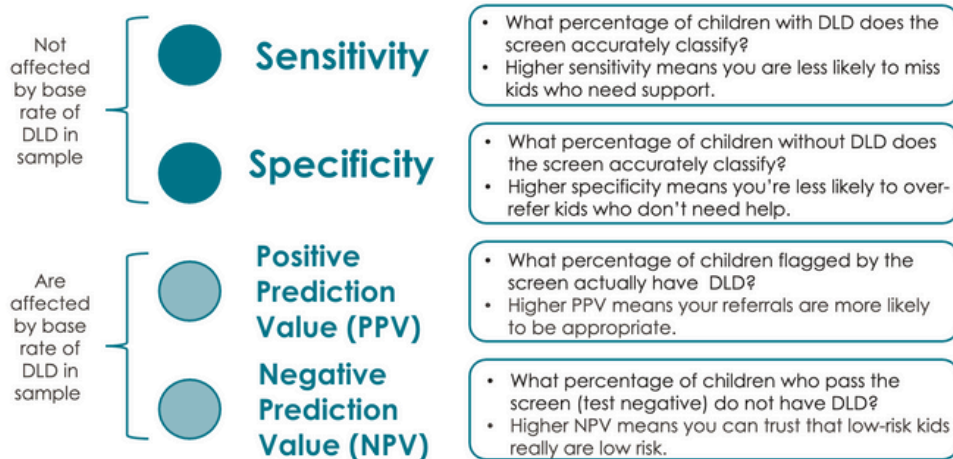 Not
affected
by base
rate of
DLD in
sample
Sensitivity
• What percentage of children with DLD does the
screen accurately classify?
• Higher sensitivity means you are less likely to miss
kids who need support.
Specificity
• What percentage of children without DLD does
the screen accurately classify?
• Higher specificity means you're less likely to over-
refer kids who don't need help.
Are
affected
by base
rate of
DLD in
sample
Positive
Prediction
Value (PPV)
• What percentage of children flagged by the
screen actually have DLD?
• Higher PPV means your referrals are more likely
to be appropriate.
Negative
Prediction
Value (NPV)
• What percentage of children who pass the
screen (test negative) do not have DLD?
• Higher NPV means you can trust that low-risk kids
really are low risk.